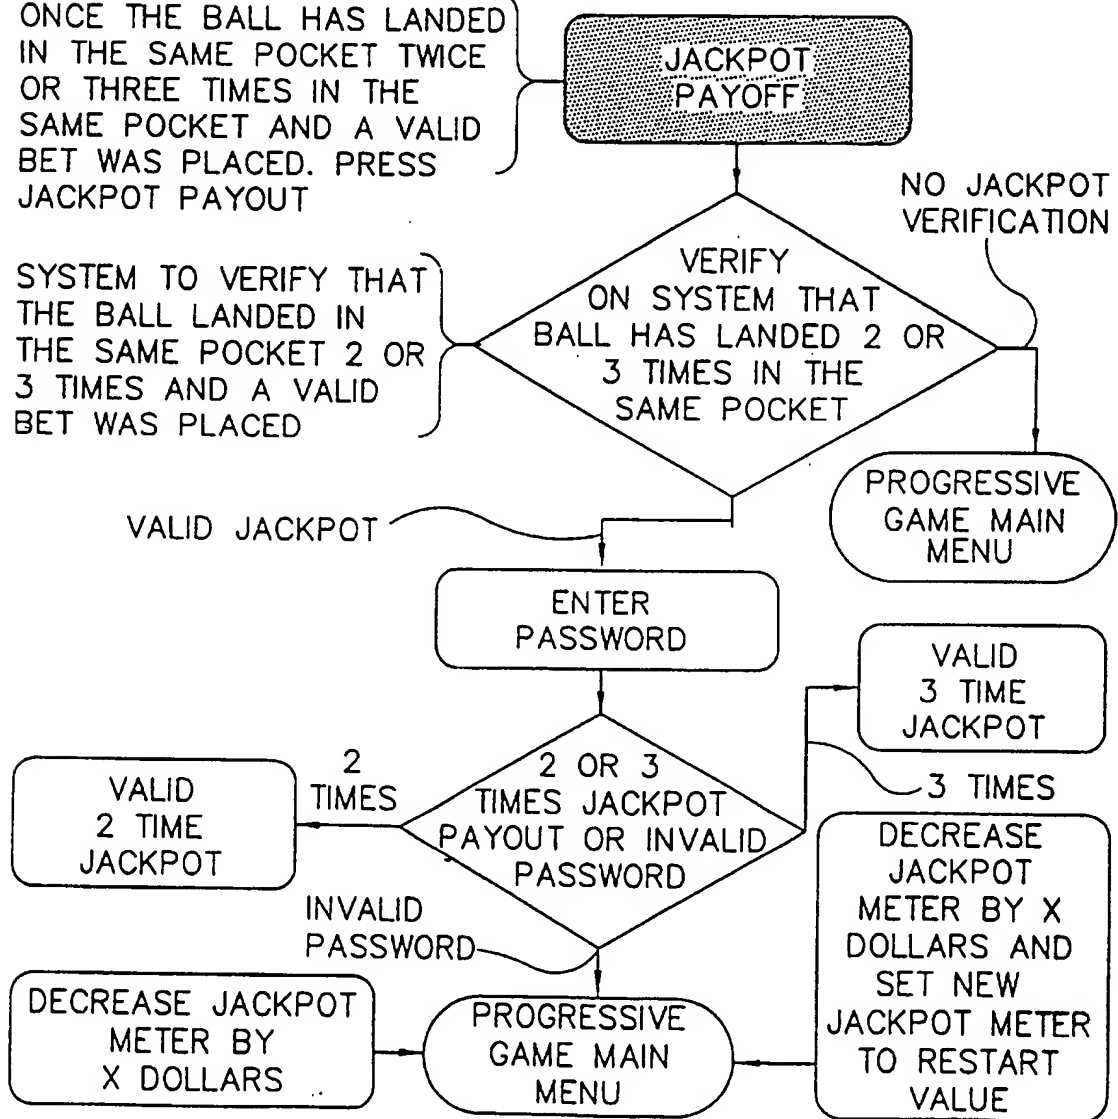 ONCE THE BALL HAS LANDED
IN THE SAME POCKET TWICE
OR THREE TIMES IN THE
SAME POCKET AND A VALID
BET WAS PLACED. PRESS
JACKPOT PAYOUT
JACKPOT
PAYOFF
NO JACKPOT
VERIFICATION
SYSTEM TO VERIFY THAT
THE BALL LANDED IN
THE SAME POCKET 2 OR
3 TIMES AND A VALID
BET WAS PLACED
VERIFY
ON SYSTEM THAT
BALL HAS LANDED 2 OR
3 TIMES IN THE
SAME POCKET
PROGRESSIVE
GAME MAIN
MENU
VALID JACKPOT
ENTER
PASSWORD
VALID
3 TIME
JACKPOT
3 TIMES
2 OR 3
TIMES JACKPOT
PAYOUT OR INVALID
PASSWORD
2
TIMES
VALID
2 TIME
JACKPOT
INVALID
PASSWORD
DECREASE
JACKPOT
METER BY X
DOLLARS AND
SET NEW
JACKPOT METER
TO RESTART
VALUE
DECREASE JACKPOT
METER BY
X DOLLARS
PROGRESSIVE
GAME MAIN
MENU